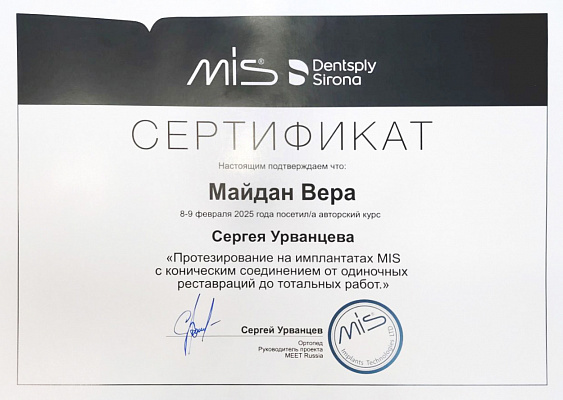 MIS® Dentsply
Sirona
СЕРТИФИКАТ
Настоящим подтверждаем что:
Майдан Вера
8-9 февраля 2025 года посетил/а авторский курс
Сергея Урванцева
«Протезирование на имплантатах MIS
с коническим соединением от одиночных
реставраций до тотальных работ.»
Сергей Урванцев
Ортопед
Руководитель проекта
MEET Russia
MIS®
Implants Technologies LTD